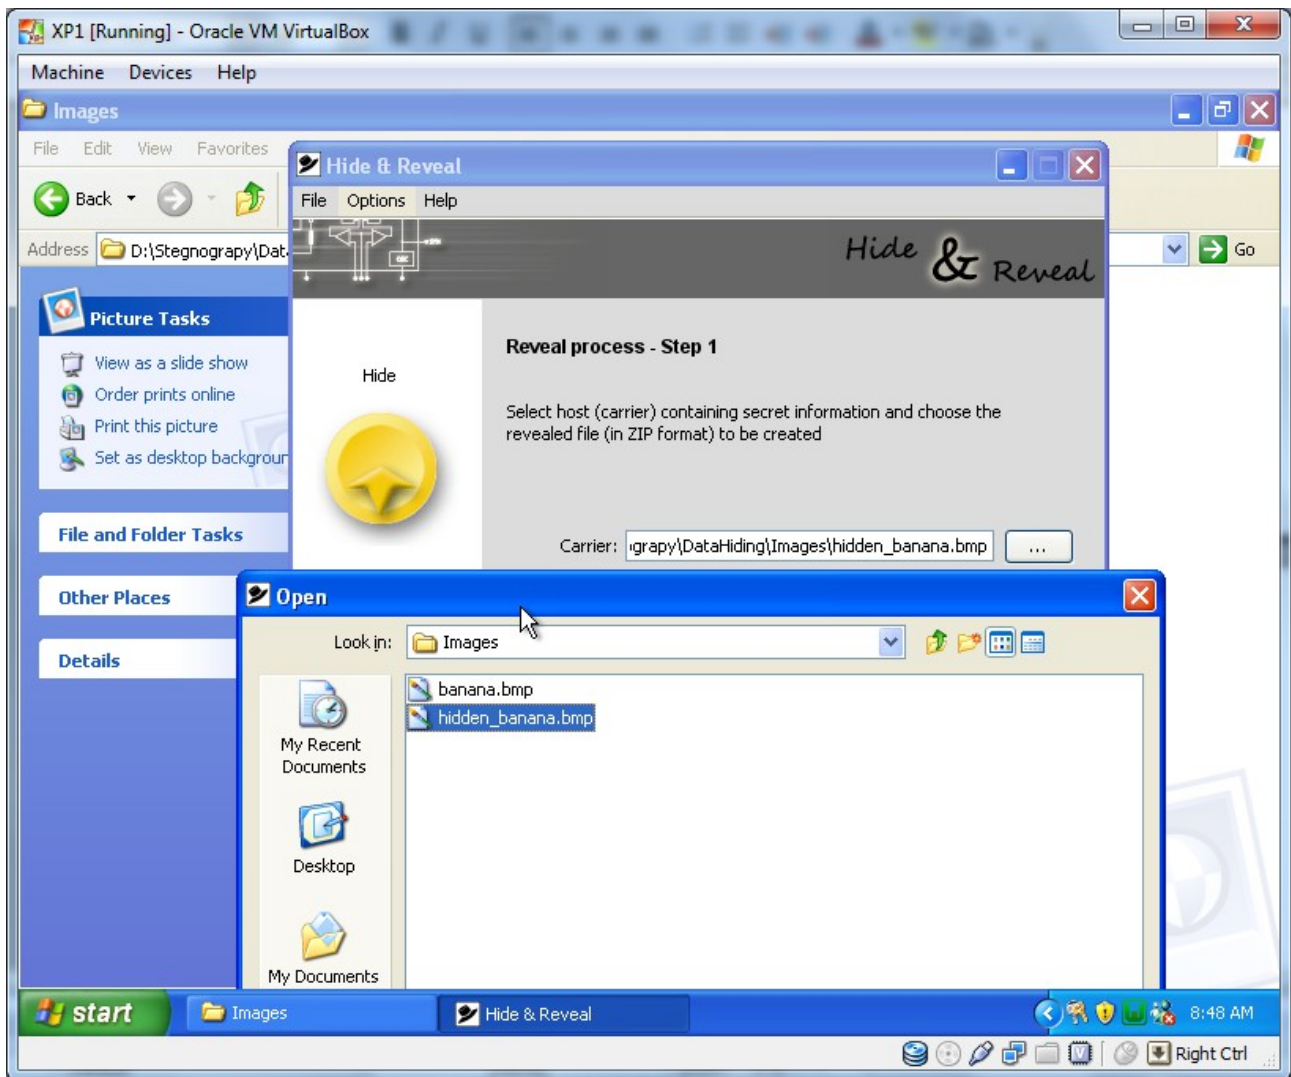 XP1 [Running] - Oracle VM VirtualBox
Machine Devices Help
Images
File Edit View Favorites
Back
Address D:\Stegnograpy\Dat
Go
Picture Tasks
View as a slide show
Order prints online
Print this picture
Set as desktop backgroun
File and Folder Tasks
Other Places
Details
Hide & Reveal
File Options Help
Hide & Reveal
Hide
Reveal process - Step 1
Select host (carrier) containing secret information and choose the
revealed file (in ZIP format) to be created
Carrier: grapy\DataHiding\Images\hidden_banana.bmp ...
Open
Look in: Images
banana.bmp
hidden_banana.bmp
My Recent
Documents
Desktop
My Documents
start Images Hide & Reveal 8:48 AM
Right Ctrl